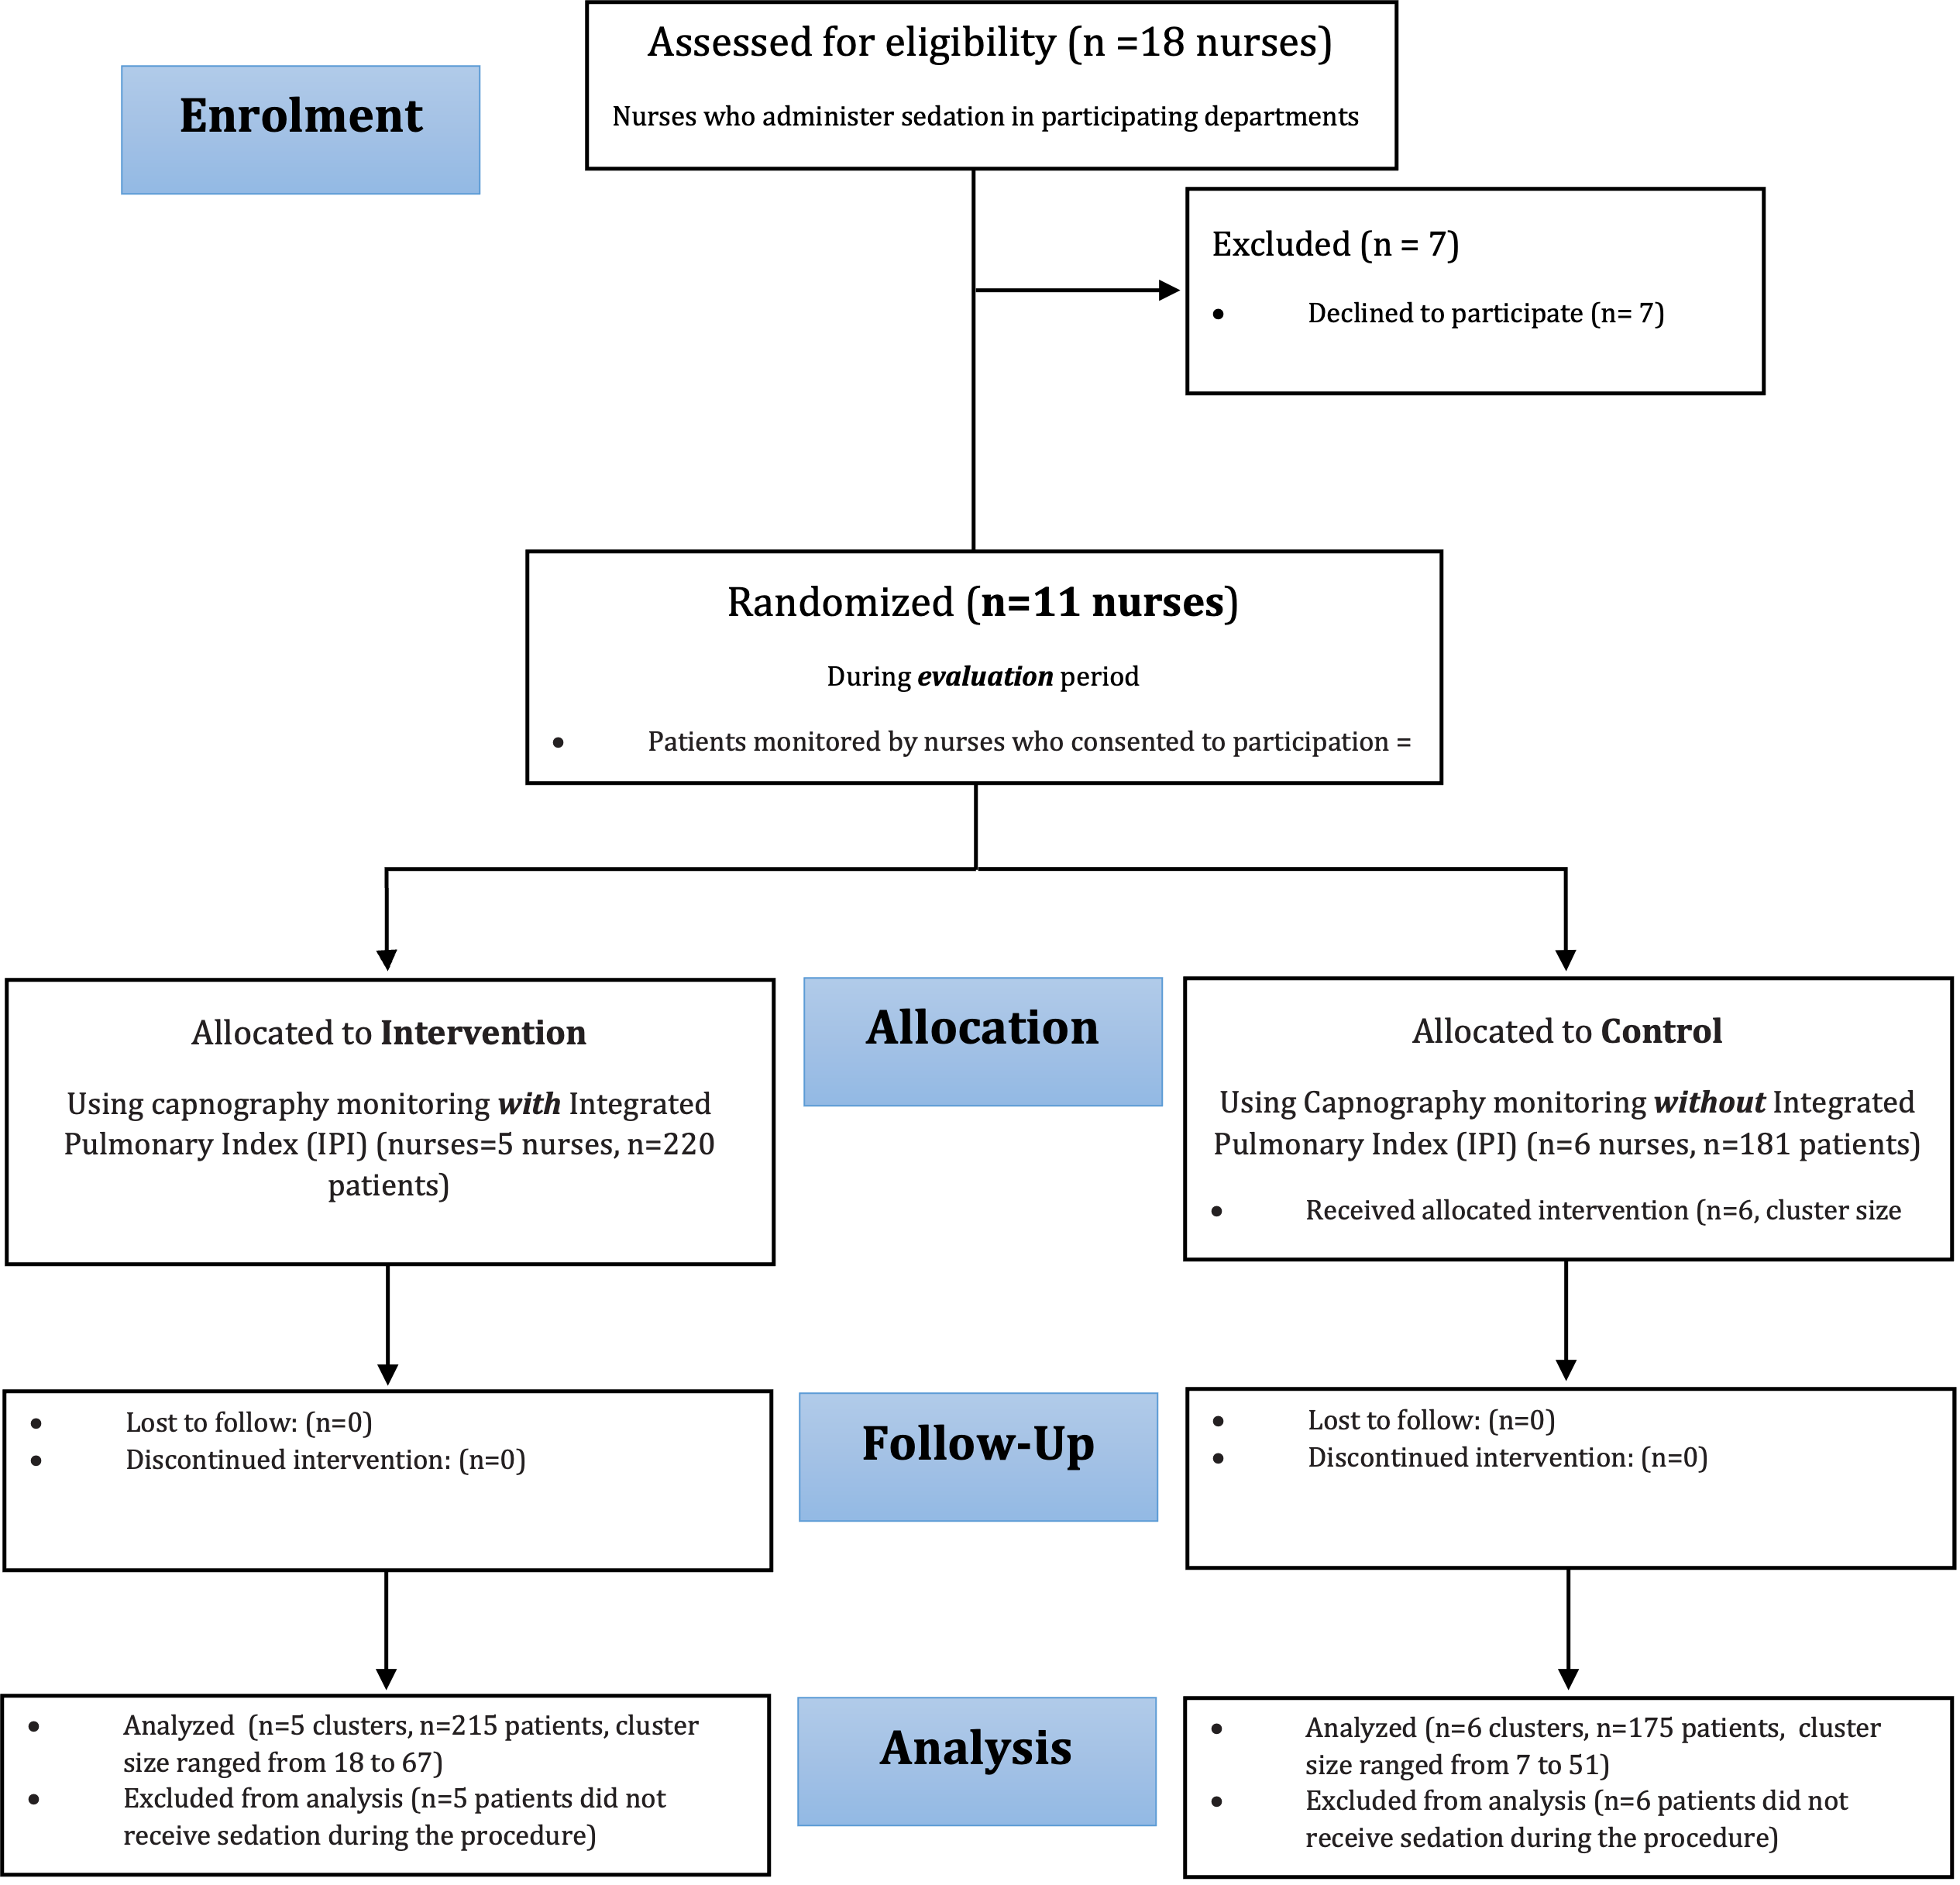 Assessed for eligibility (n =18 nurses)
Nurses who administer sedation in participating departments
Enrolment
Excluded (n = 7)
• Declined to participate (n= 7)
Randomized (n=11 nurses)
During evaluation period
• Patients monitored by nurses who consented to participation =
Allocated to Intervention
Using capnography monitoring with Integrated
Pulmonary Index (IPI) (nurses=5 nurses, n=220
patients)
Allocation
Allocated to Control
Using Capnography monitoring without Integrated
Pulmonary Index (IPI) (n=6 nurses, n=181 patients)
• Received allocated intervention (n=6, cluster size
• Lost to follow: (n=0)
• Discontinued intervention: (n=0)
Follow-Up
• Lost to follow: (n=0)
• Discontinued intervention: (n=0)
• Analyzed (n=5 clusters, n=215 patients, cluster
size ranged from 18 to 67)
• Excluded from analysis (n=5 patients did not
receive sedation during the procedure)
Analysis
• Analyzed (n=6 clusters, n=175 patients, cluster
size ranged from 7 to 51)
• Excluded from analysis (n=6 patients did not
receive sedation during the procedure)